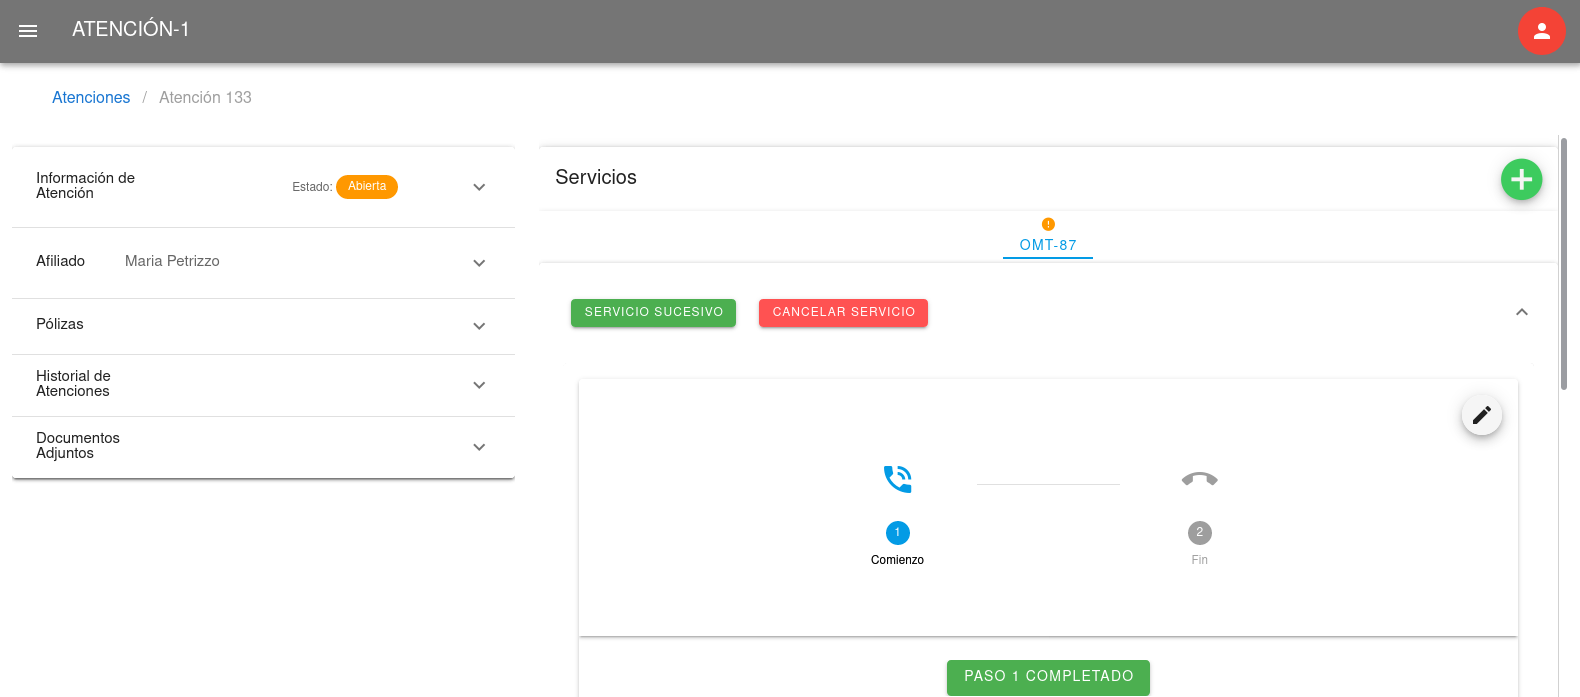 ATENCIÓN-1
Atenciones / Atención 133
Información de
Atención
Estado: Abierta
Afiliado Maria Petrizzo
Pólizas
Historial de
Atenciones
Documentos
Adjuntos
Servicios
OMT-87
SERVICIO SUCESIVO CANCELAR SERVICIO
1 2
Comienzo Fin
PASO 1 COMPLETADO